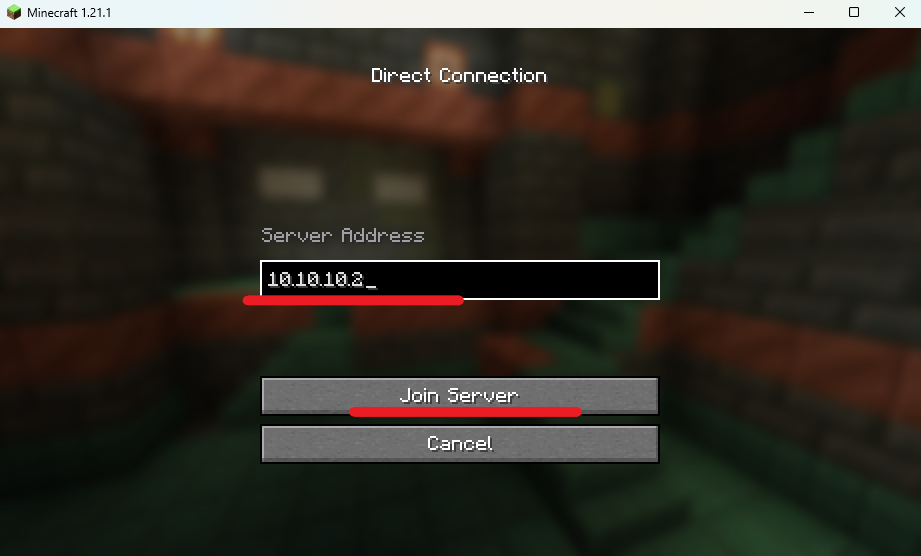 Minecraft 1.21.1
Direct Connection
Server Address
10.10.10.2_
Join Server
Cancel